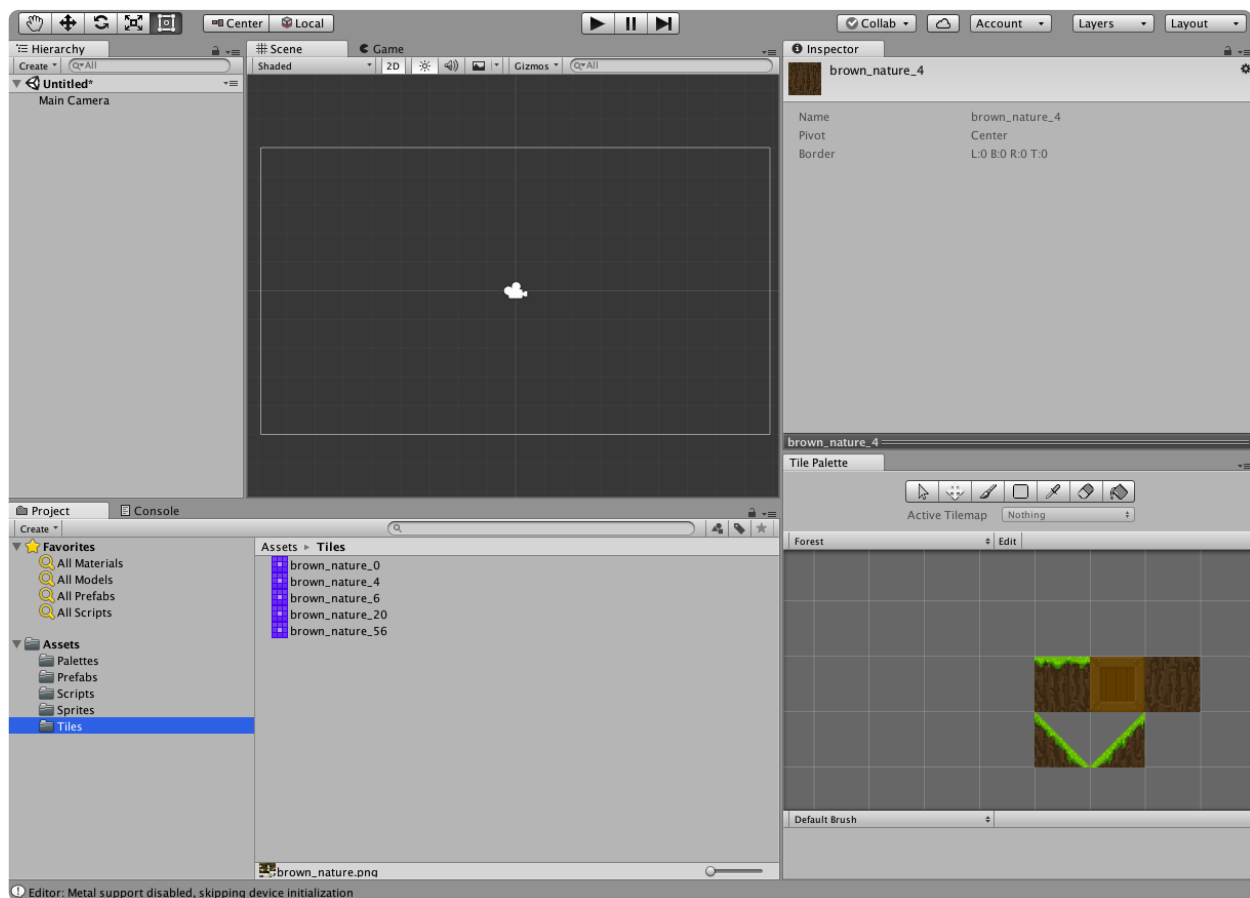 Center
Local
Collab
Account
Layers
Layout
Hierarchy
Create
All
Untitled*
Main Camera
Scene
Game
Shaded
2D
Gizmos
All
Inspector
brown_nature_4
Name brown_nature_4
Pivot Center
Border L:0 B:0 R:0 T:0
brown_nature_4
Tile Palette
Active Tilemap Nothing
Forest
Edit
Default Brush
Project
Console
Create
Favorites
All Materials
All Models
All Prefabs
All Scripts
Assets
Palettes
Prefabs
Scripts
Sprites
Tiles
Assets ▸ Tiles
brown_nature_0
brown_nature_4
brown_nature_6
brown_nature_20
brown_nature_56
brown_nature.png
Editor: Metal support disabled, skipping device initialization